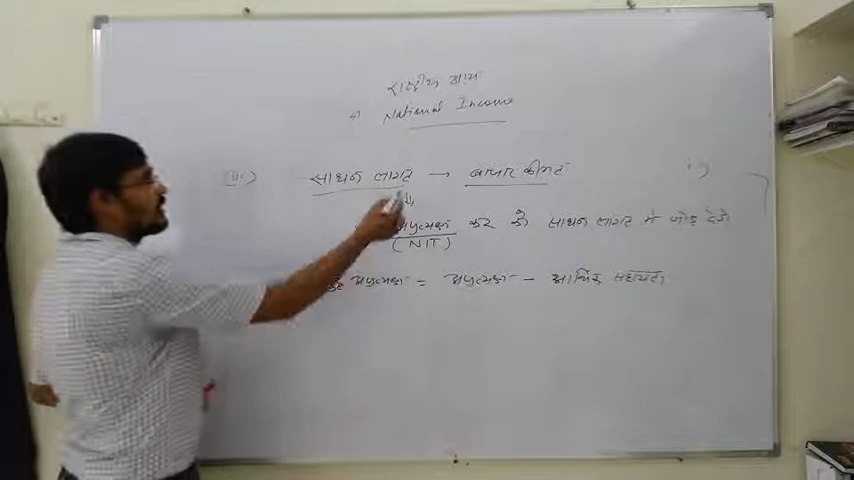 राष्ट्रीय आय
National Income
iii) साधन लागत → बाजार कीमत
अप्रत्यक्ष कर को साधन लागत में जोड़ देते
(NIT)
अप्रत्यक्ष = अप्रत्यक्ष - आर्थिक सहायता